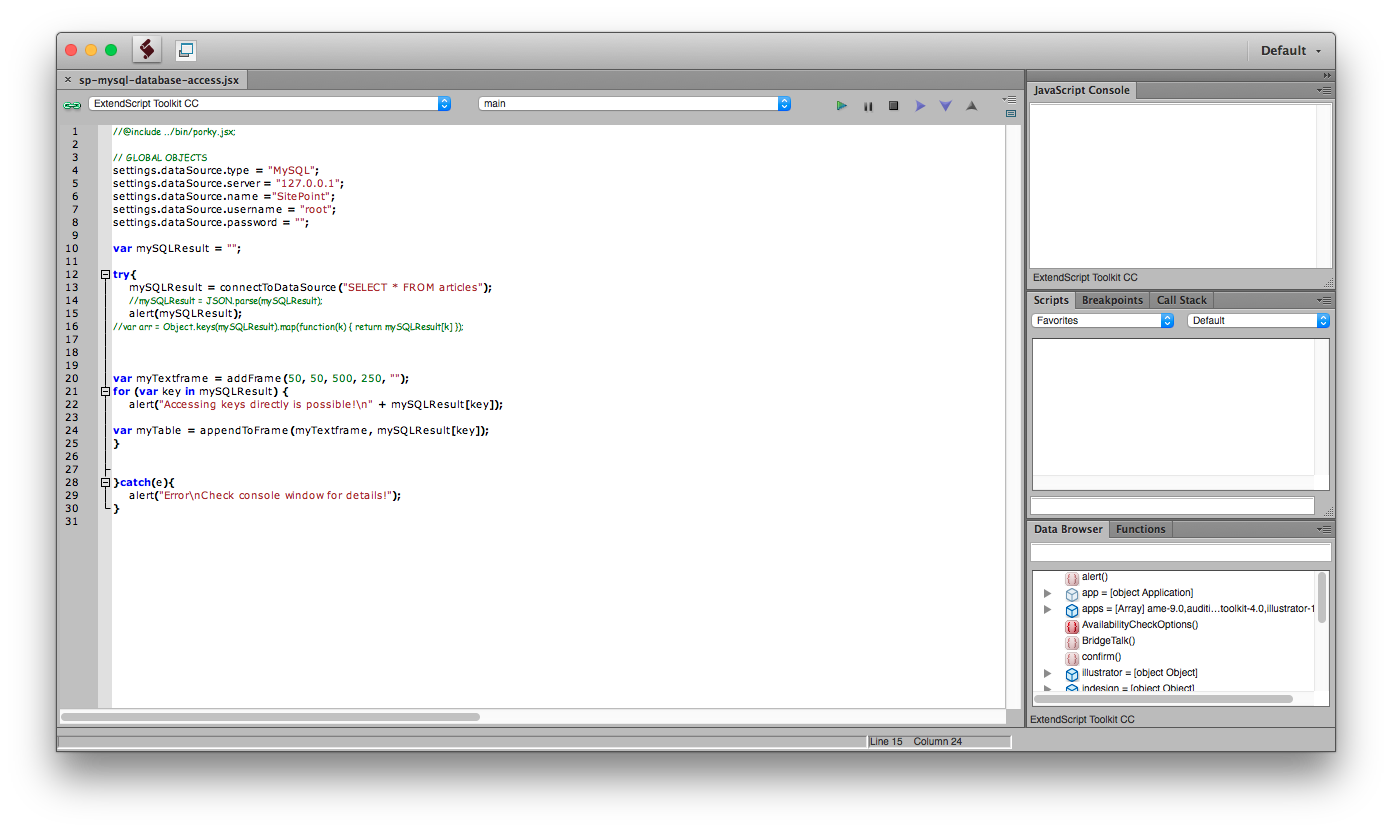 Default
× sp-mysql-database-access.jsx
ExtendScript Toolkit CC
main
1 //@include ../bin/porky.jsx;
2
3 // GLOBAL OBJECTS
4 settings.dataSource.type = "MySQL";
5 settings.dataSource.server = "127.0.0.1";
6 settings.dataSource.name ="SitePoint";
7 settings.dataSource.username = "root";
8 settings.dataSource.password = "";
9
10 var mySQLResult = "";
11
12 try{
13 mySQLResult = connectToDataSource("SELECT * FROM articles");
14 //mySQLResult = JSON.parse(mySQLResult);
15 alert(mySQLResult);
16 //var arr = Object.keys(mySQLResult).map(function(k) { return mySQLResult[k] });
17
18
19
20 var myTextframe = addFrame(50, 50, 500, 250, "");
21 for (var key in mySQLResult) {
22 alert("Accessing keys directly is possible!\n" + mySQLResult[key]);
23
24 var myTable = appendToFrame(myTextframe, mySQLResult[key]);
25 }
26
27
28 }catch(e){
29 alert("Error\nCheck console window for details!");
30 }
31
Line 15 Column 24
JavaScript Console
ExtendScript Toolkit CC
Scripts Breakpoints Call Stack
Favorites Default
Data Browser Functions
alert()
app = [object Application]
apps = [Array] ame-9.0,auditi...toolkit-4.0,illustrator-1
AvailabilityCheckOptions()
BridgeTalk()
confirm()
illustrator = [object Object]
indesign = [object Object]
ExtendScript Toolkit CC